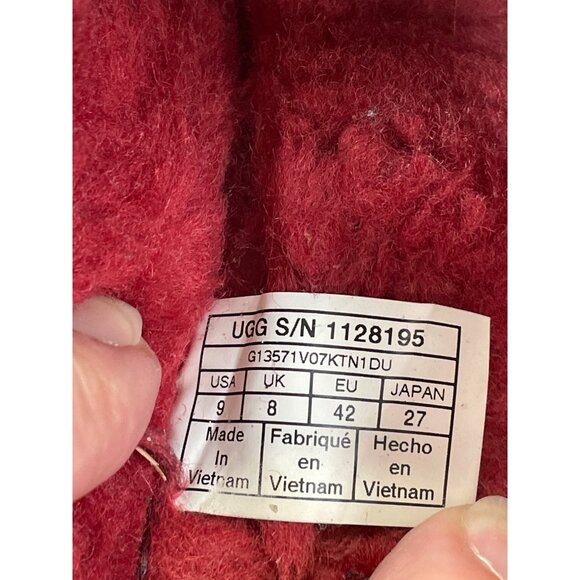 UGG S/N 1128195
G13571V07KTN1DU
USA UK EU JAPAN
9 8 42 27
Made Fabriqué Hecho
In en en
Vietnam Vietnam Vietnam